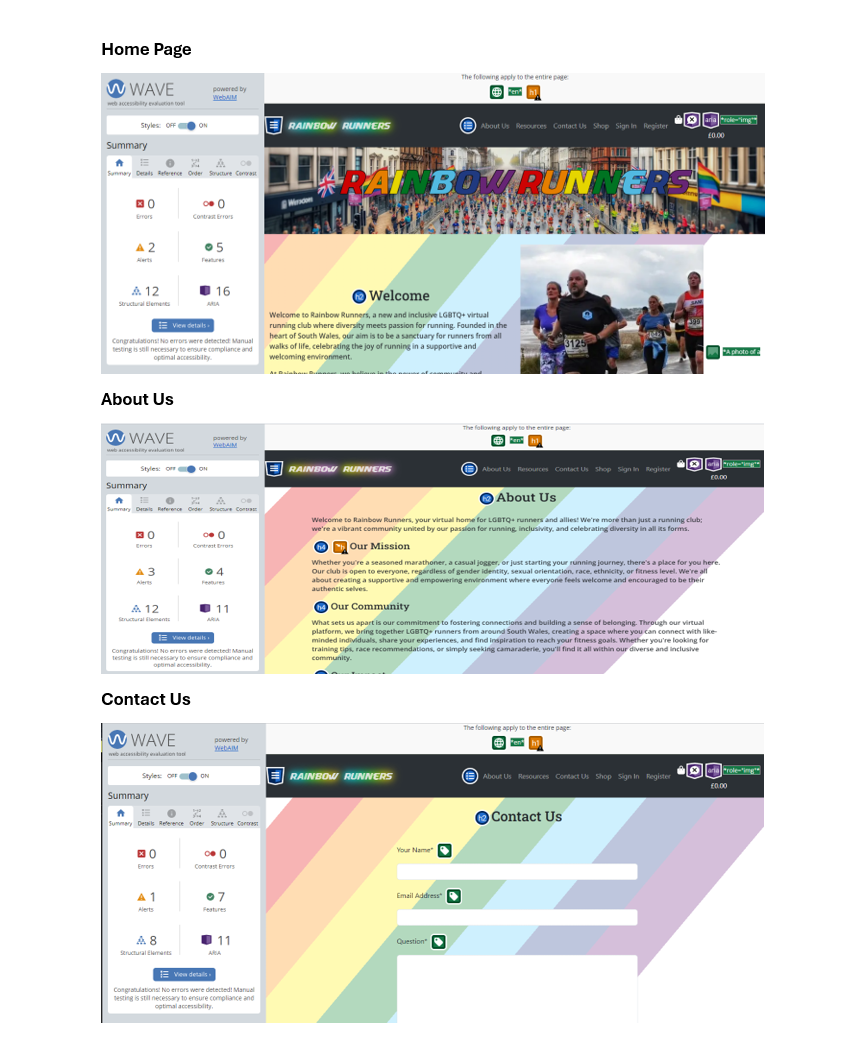 Home Page
WAVE
web accessibility evaluation tool
powered by
WebAIM
Styles: OFF ON
Summary
Summary Details Reference Order Structure Contrast
0 0
Errors Contrast Errors
2 5
Alerts Features
12 16
Structural Elements ARIA
View details ›
Congratulations! No errors were detected! Manual
testing is still necessary to ensure compliance and
optimal accessibility.
The following apply to the entire page:
*en* h1
RAINBOW RUNNERS
About Us Resources Contact Us Shop Sign In Register
aria *role="img"*
£0.00
RAINBOW RUNNERS
h2 Welcome
Welcome to Rainbow Runners, a new and inclusive LGBTQ+ virtual
running club where diversity meets passion for running. Founded in the
heart of South Wales, our aim is to be a sanctuary for runners from all
walks of life, celebrating the joy of running in a supportive and
welcoming environment.
At Rainbow Runners, we believe in the power of community and
3125
*A photo of a
About Us
WAVE
web accessibility evaluation tool
powered by
WebAIM
Styles: OFF ON
Summary
Summary Details Reference Order Structure Contrast
0 0
Errors Contrast Errors
3 4
Alerts Features
12 11
Structural Elements ARIA
View details ›
Congratulations! No errors were detected! Manual
testing is still necessary to ensure compliance and
optimal accessibility.
The following apply to the entire page:
*en* h1
RAINBOW RUNNERS
About Us Resources Contact Us Shop Sign In Register
aria *role="img"*
£0.00
h2 About Us
Welcome to Rainbow Runners, your virtual home for LGBTQ+ runners and allies! We're more than just a running club;
we're a vibrant community united by our passion for running, inclusivity, and celebrating diversity in all its forms.
h4 Our Mission
Whether you're a seasoned marathoner, a casual jogger, or just starting your running journey, there's a place for you here.
Our club is open to everyone, regardless of gender identity, sexual orientation, race, ethnicity, or fitness level. We're all
about creating a supportive and empowering environment where everyone feels welcome and encouraged to be their
authentic selves.
h4 Our Community
What sets us apart is our commitment to fostering connections and building a sense of belonging. Through our virtual
platform, we bring together LGBTQ+ runners from around South Wales, creating a space where you can connect with like-
minded individuals, share your experiences, and find inspiration to reach your fitness goals. Whether you're looking for
training tips, race recommendations, or simply seeking camaraderie, you'll find it all within our diverse and inclusive
community.
Our Impact
Contact Us
WAVE
web accessibility evaluation tool
powered by
WebAIM
Styles: OFF ON
Summary
Summary Details Reference Order Structure Contrast
0 0
Errors Contrast Errors
1 7
Alerts Features
8 11
Structural Elements ARIA
View details ›
Congratulations! No errors were detected! Manual
testing is still necessary to ensure compliance and
optimal accessibility.
The following apply to the entire page:
*en* h1
RAINBOW RUNNERS
About Us Resources Contact Us Shop Sign In Register
aria *role="img"*
£0.00
h2 Contact Us
Your Name*
Email Address*
Question*